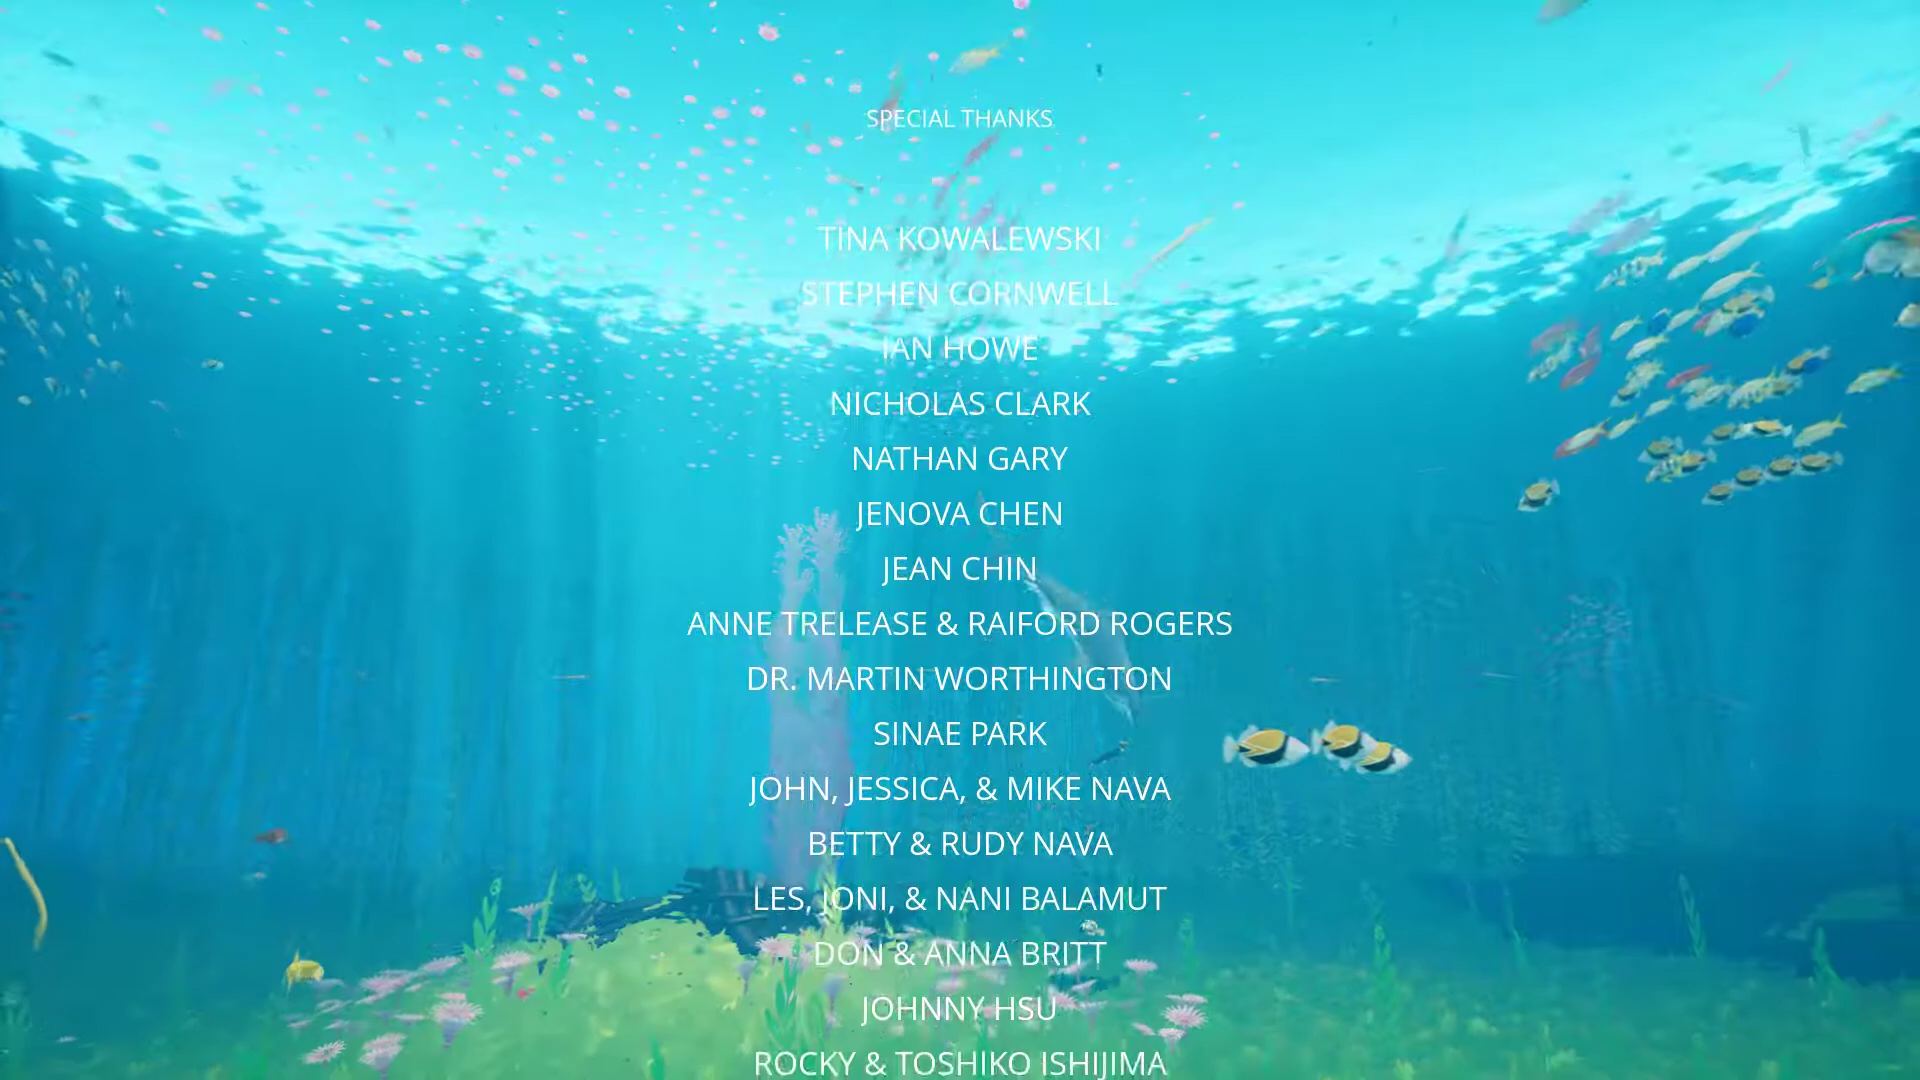 SPECIAL THANKS
TINA KOWALEWSKI
STEPHEN CORNWELL
IAN HOWE
NICHOLAS CLARK
NATHAN GARY
JENOVA CHEN
JEAN CHIN
ANNE TRELEASE & RAIFORD ROGERS
DR. MARTIN WORTHINGTON
SINAE PARK
JOHN, JESSICA, & MIKE NAVA
BETTY & RUDY NAVA
LES, JONI, & NANI BALAMUT
DON & ANNA BRITT
JOHNNY HSU
ROCKY & TOSHIKO ISHIJIMA